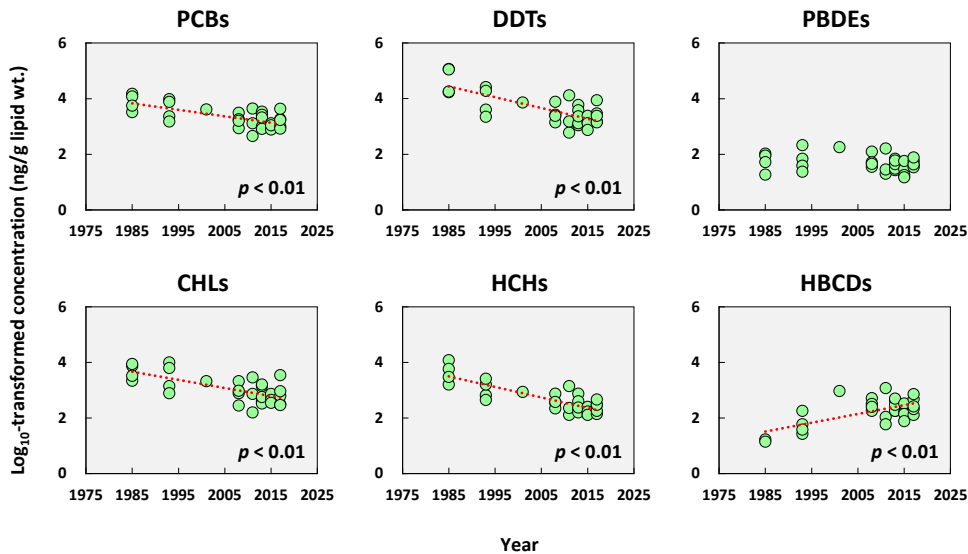 PCBs DDTs PBDEs
6 6 6
4 4 4
2 2 2
p < 0.01 p < 0.01
0 0 0
1975 1985 1995 2005 2015 2025 1975 1985 1995 2005 2015 2025 1975 1985 1995 2005 2015 2025
Log10-transformed concentration (ng/g lipid wt.)
CHLs HCHs HBCDs
6 6 6
4 4 4
2 2 2
p < 0.01 p < 0.01 p < 0.01
0 0 0
1975 1985 1995 2005 2015 2025 1975 1985 1995 2005 2015 2025 1975 1985 1995 2005 2015 2025
Year